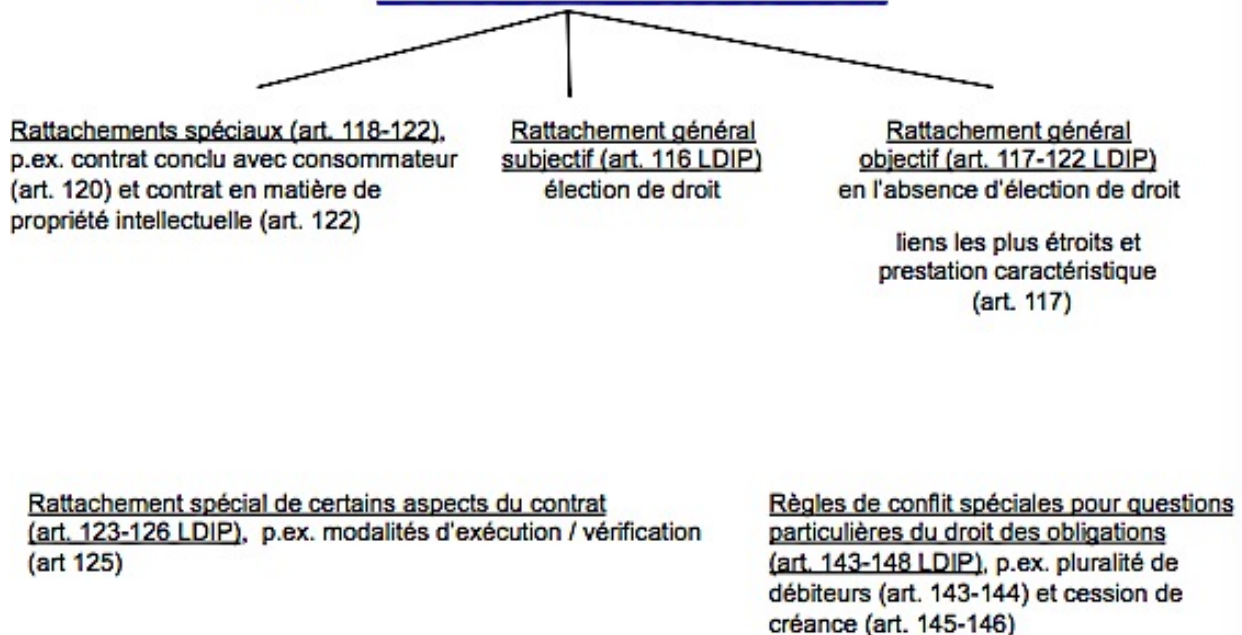 Rattachements spéciaux (art. 118-122),
p.ex. contrat conclu avec consommateur
(art. 120) et contrat en matière de
propriété intellectuelle (art. 122)
Rattachement général
subjectif (art. 116 LDIP)
élection de droit
Rattachement général
objectif (art. 117-122 LDIP)
en l'absence d'élection de droit
liens les plus étroits et
prestation caractéristique
(art. 117)
Rattachement spécial de certains aspects du contrat
(art. 123-126 LDIP), p.ex. modalités d'exécution / vérification
(art 125)
Règles de conflit spéciales pour questions
particulières du droit des obligations
(art. 143-148 LDIP), p.ex. pluralité de
débiteurs (art. 143-144) et cession de
créance (art. 145-146)